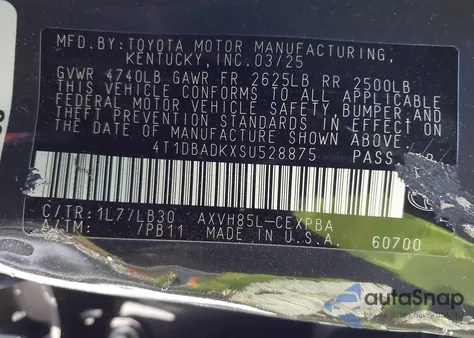 MFD. BY: TOYOTA MOTOR MANUFACTURING,
KENTUCKY, INC. 03/25
GVWR 4740LB GAWR FR 2625LB RR 2500LB
THIS VEHICLE CONFORMS TO ALL APPLICABLE
FEDERAL MOTOR VEHICLE SAFETY, BUMPER AND
THEFT PREVENTION STANDARDS IN EFFECT ON
THE DATE OF MANUFACTURE SHOWN ABOVE.
4T1DBADKXSU528875 PASS
C/TR: 1L77LB30 AXVH85L-CEXPBA
A/TM: /PB11 MADE IN U.S.A. 60700
autoSnap